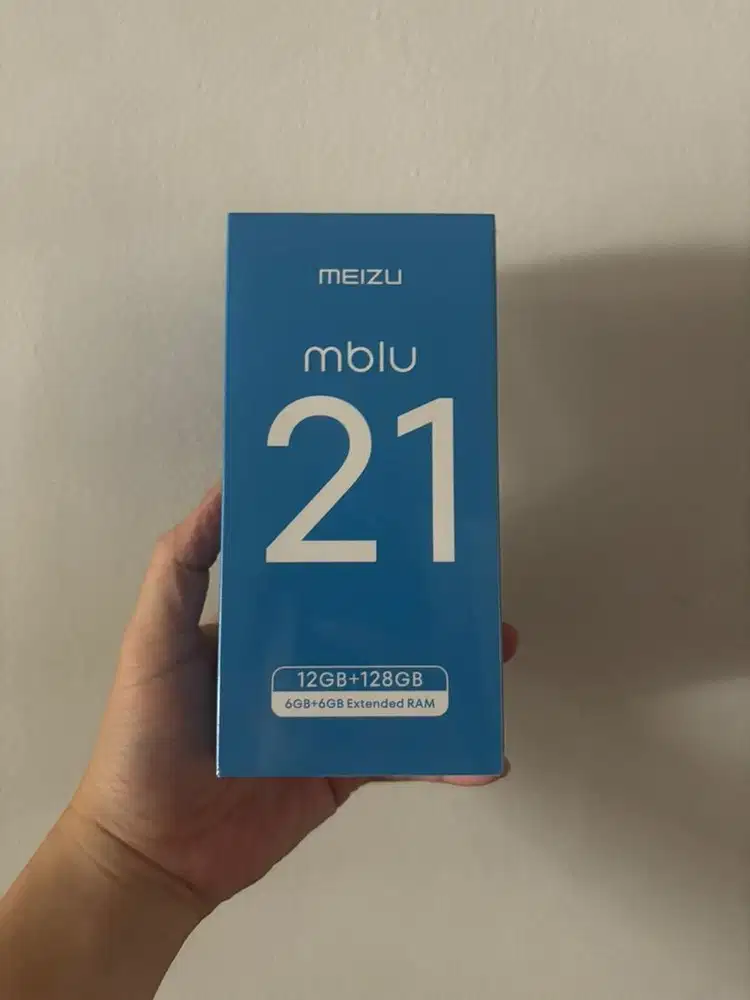 MEIZU
mblu
21
12GB+128GB
6GB+6GB Extended RAM